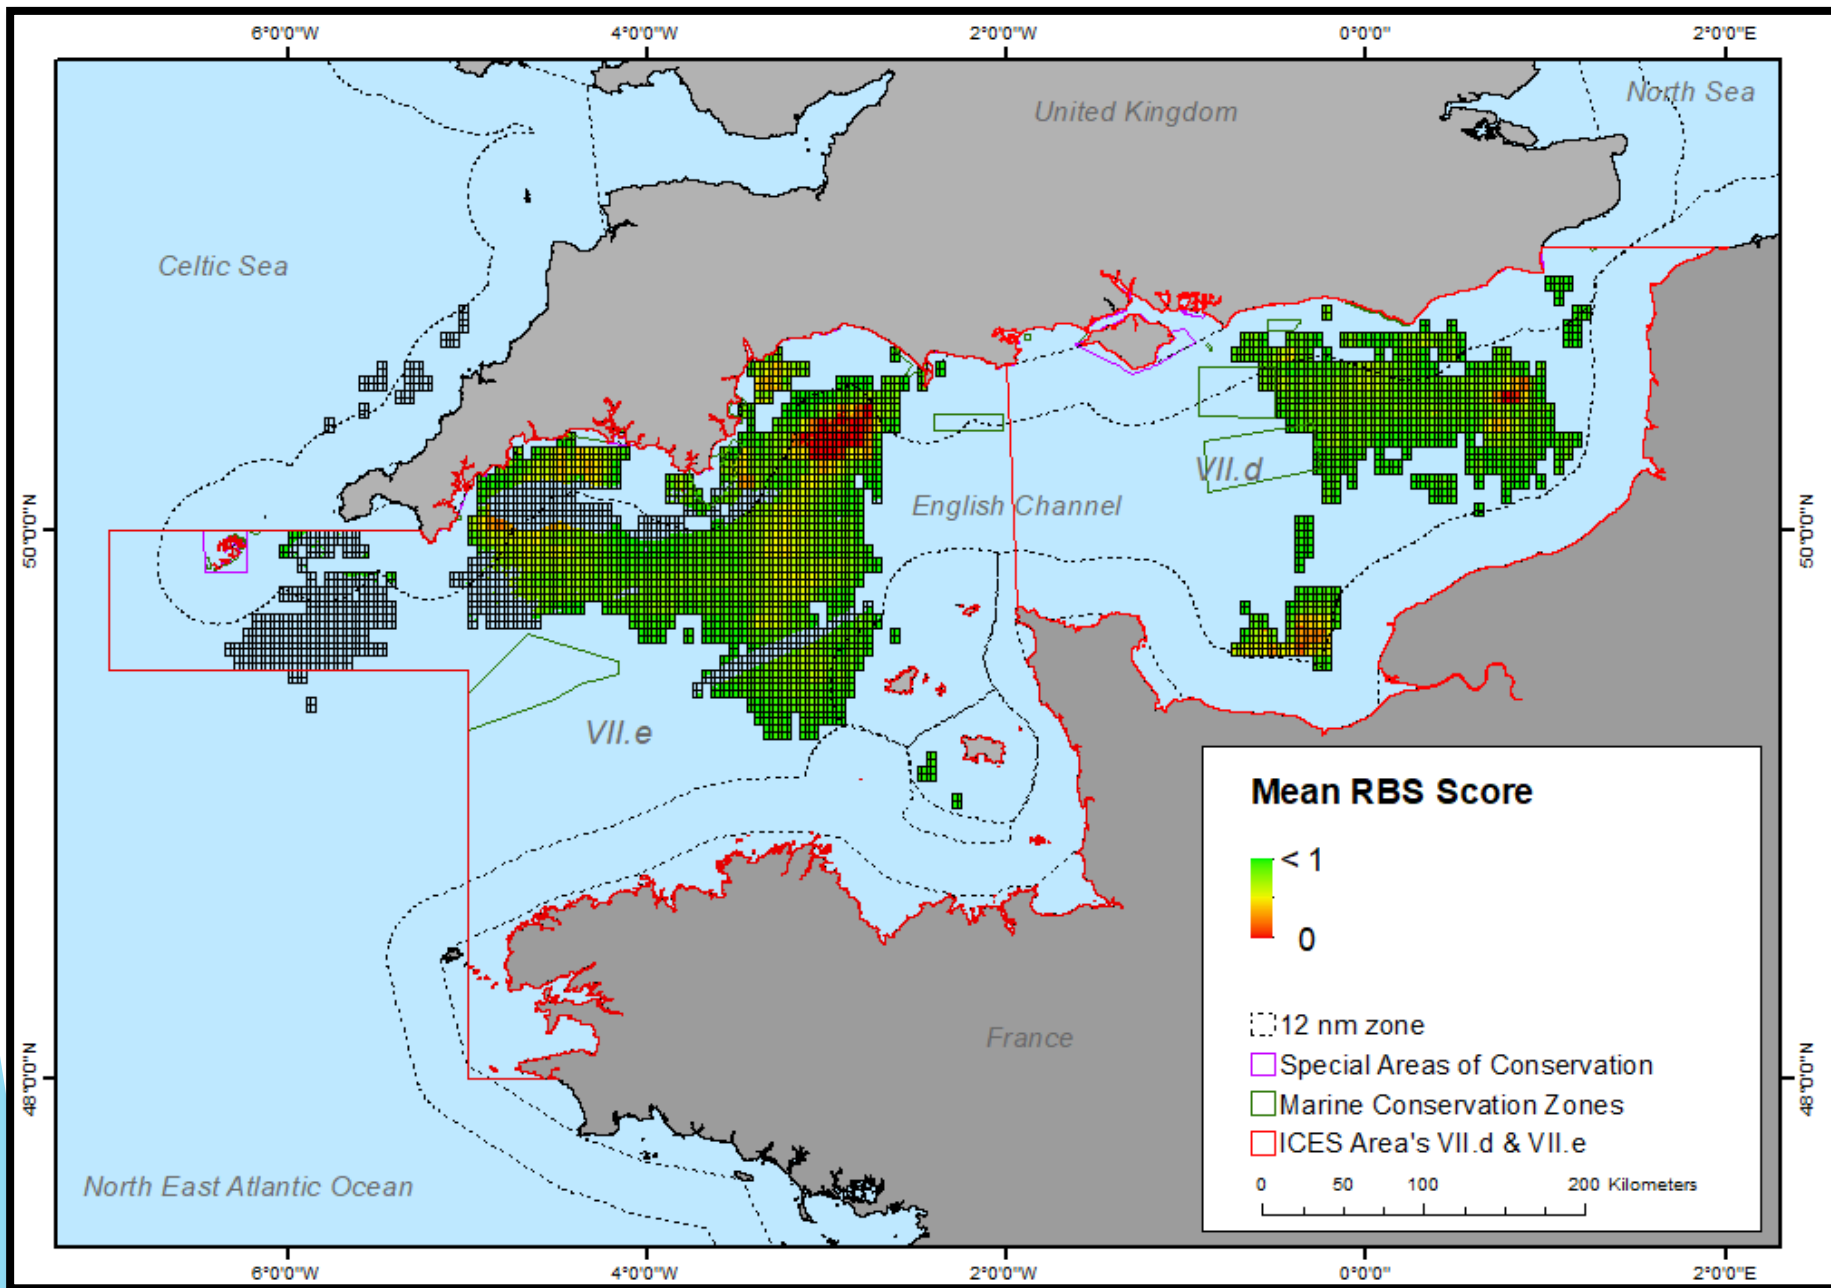 6°0'0"W 4°0'0"W 2°0'0"W 0°0'0" 2°0'0"E
North Sea
United Kingdom
Celtic Sea
VII.d
English Channel
50°0'0"N 50°0'0"N
VII.e
Mean RBS Score
< 1
0
12 nm zone
France
Special Areas of Conservation
48°0'0"N 48°0'0"N
Marine Conservation Zones
ICES Area's VII.d & VII.e
North East Atlantic Ocean
0 50 100 200 Kilometers
6°0'0"W 4°0'0"W 2°0'0"W 0°0'0" 2°0'0"E